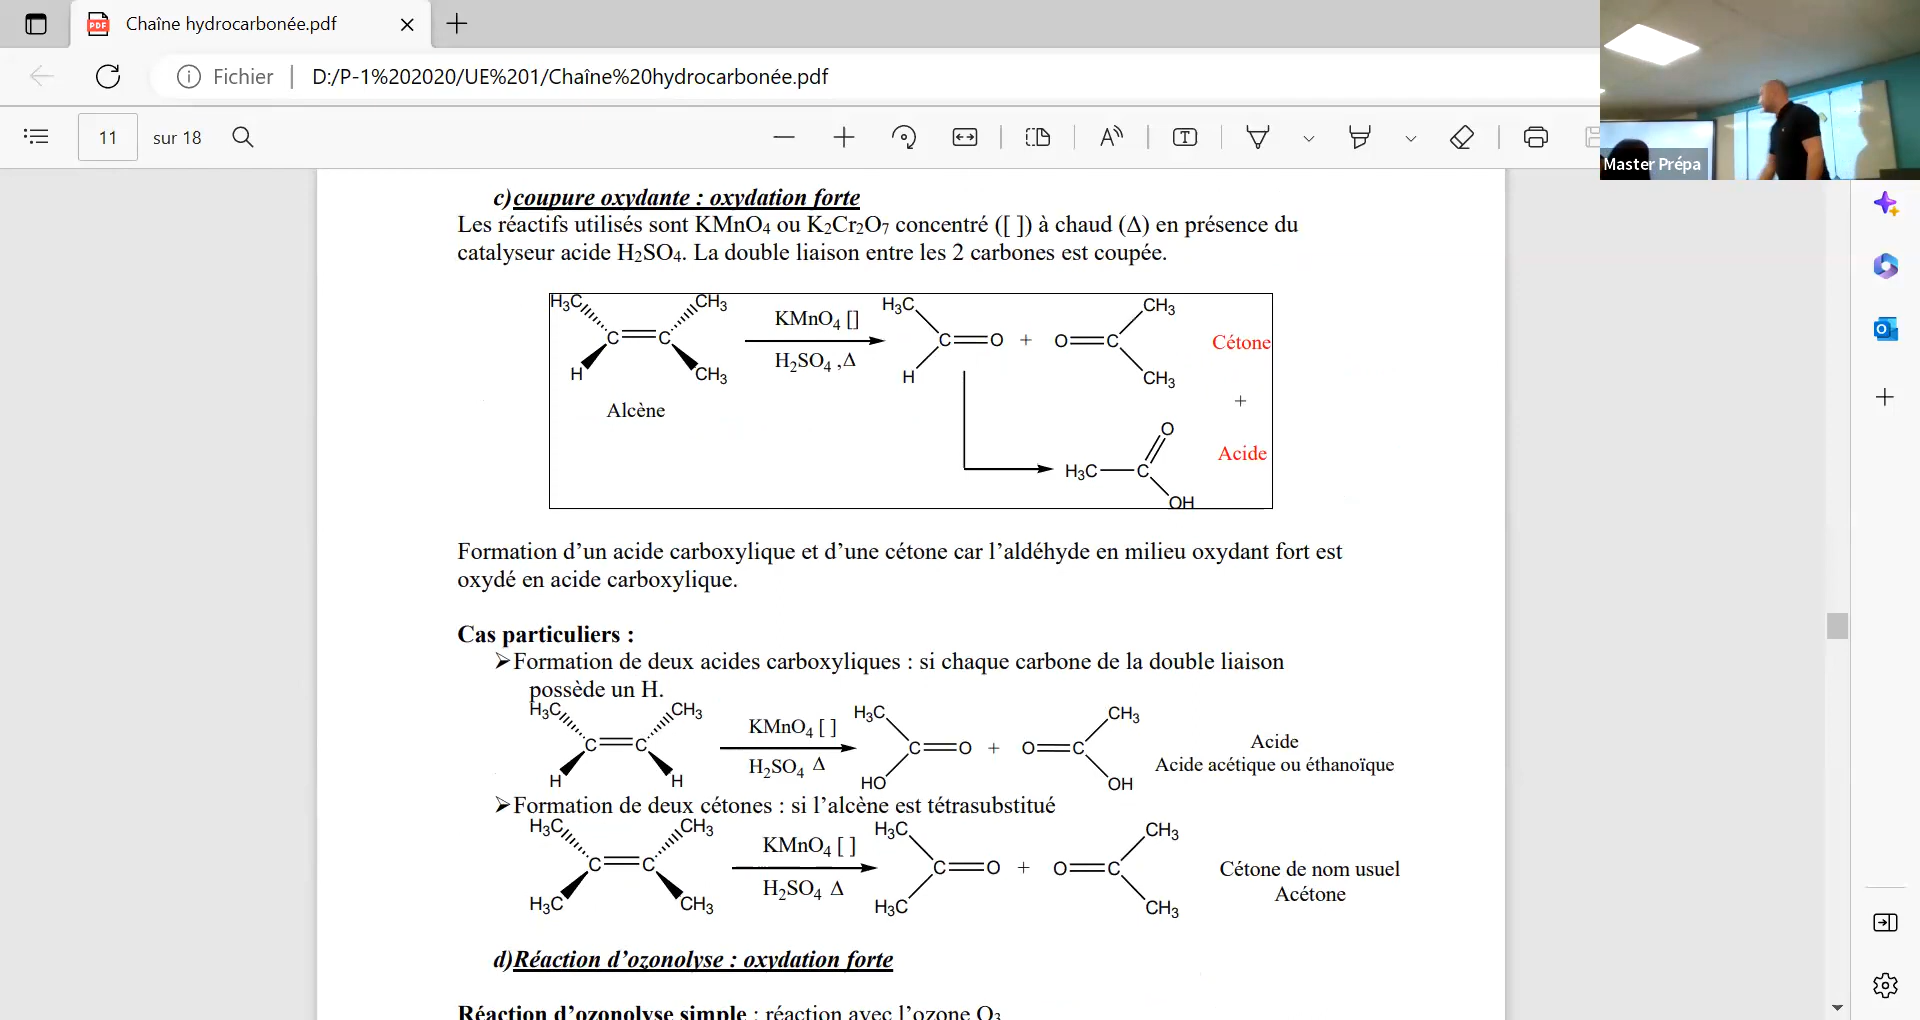 Chaîne hydrocarbonée.pdf
Fichier | D:/P-1%202020/UE%201/Chaîne%20hydrocarbonée.pdf
11 sur 18
Master Prépa
c)coupure oxydante : oxydation forte
Les réactifs utilisés sont KMnO4 ou K2Cr2O7 concentré ([ ]) à chaud (Δ) en présence du
catalyseur acide H2SO4. La double liaison entre les 2 carbones est coupée.
H3C CH3 C C H CH3
Alcène
KMnO4 []
H2SO4 ,Δ
H3C C O H + O C CH3 CH3
Cétone
+
Acide
H3C C O OH
Formation d’un acide carboxylique et d’une cétone car l’aldéhyde en milieu oxydant fort est
oxydé en acide carboxylique.
Cas particuliers :
➢Formation de deux acides carboxyliques : si chaque carbone de la double liaison
possède un H.
H3C CH3 C C H H
KMnO4 [ ]
H2SO4 Δ
H3C C O HO + O C CH3 OH
Acide
Acide acétique ou éthanoïque
➢Formation de deux cétones : si l’alcène est tétrasubstitué
H3C CH3 C C H3C CH3
KMnO4 [ ]
H2SO4 Δ
H3C C O H3C + O C CH3 CH3
Cétone de nom usuel
Acétone
d)Réaction d’ozonolyse : oxydation forte
Réaction d’ozonolyse simple : réaction avec l’ozone O3